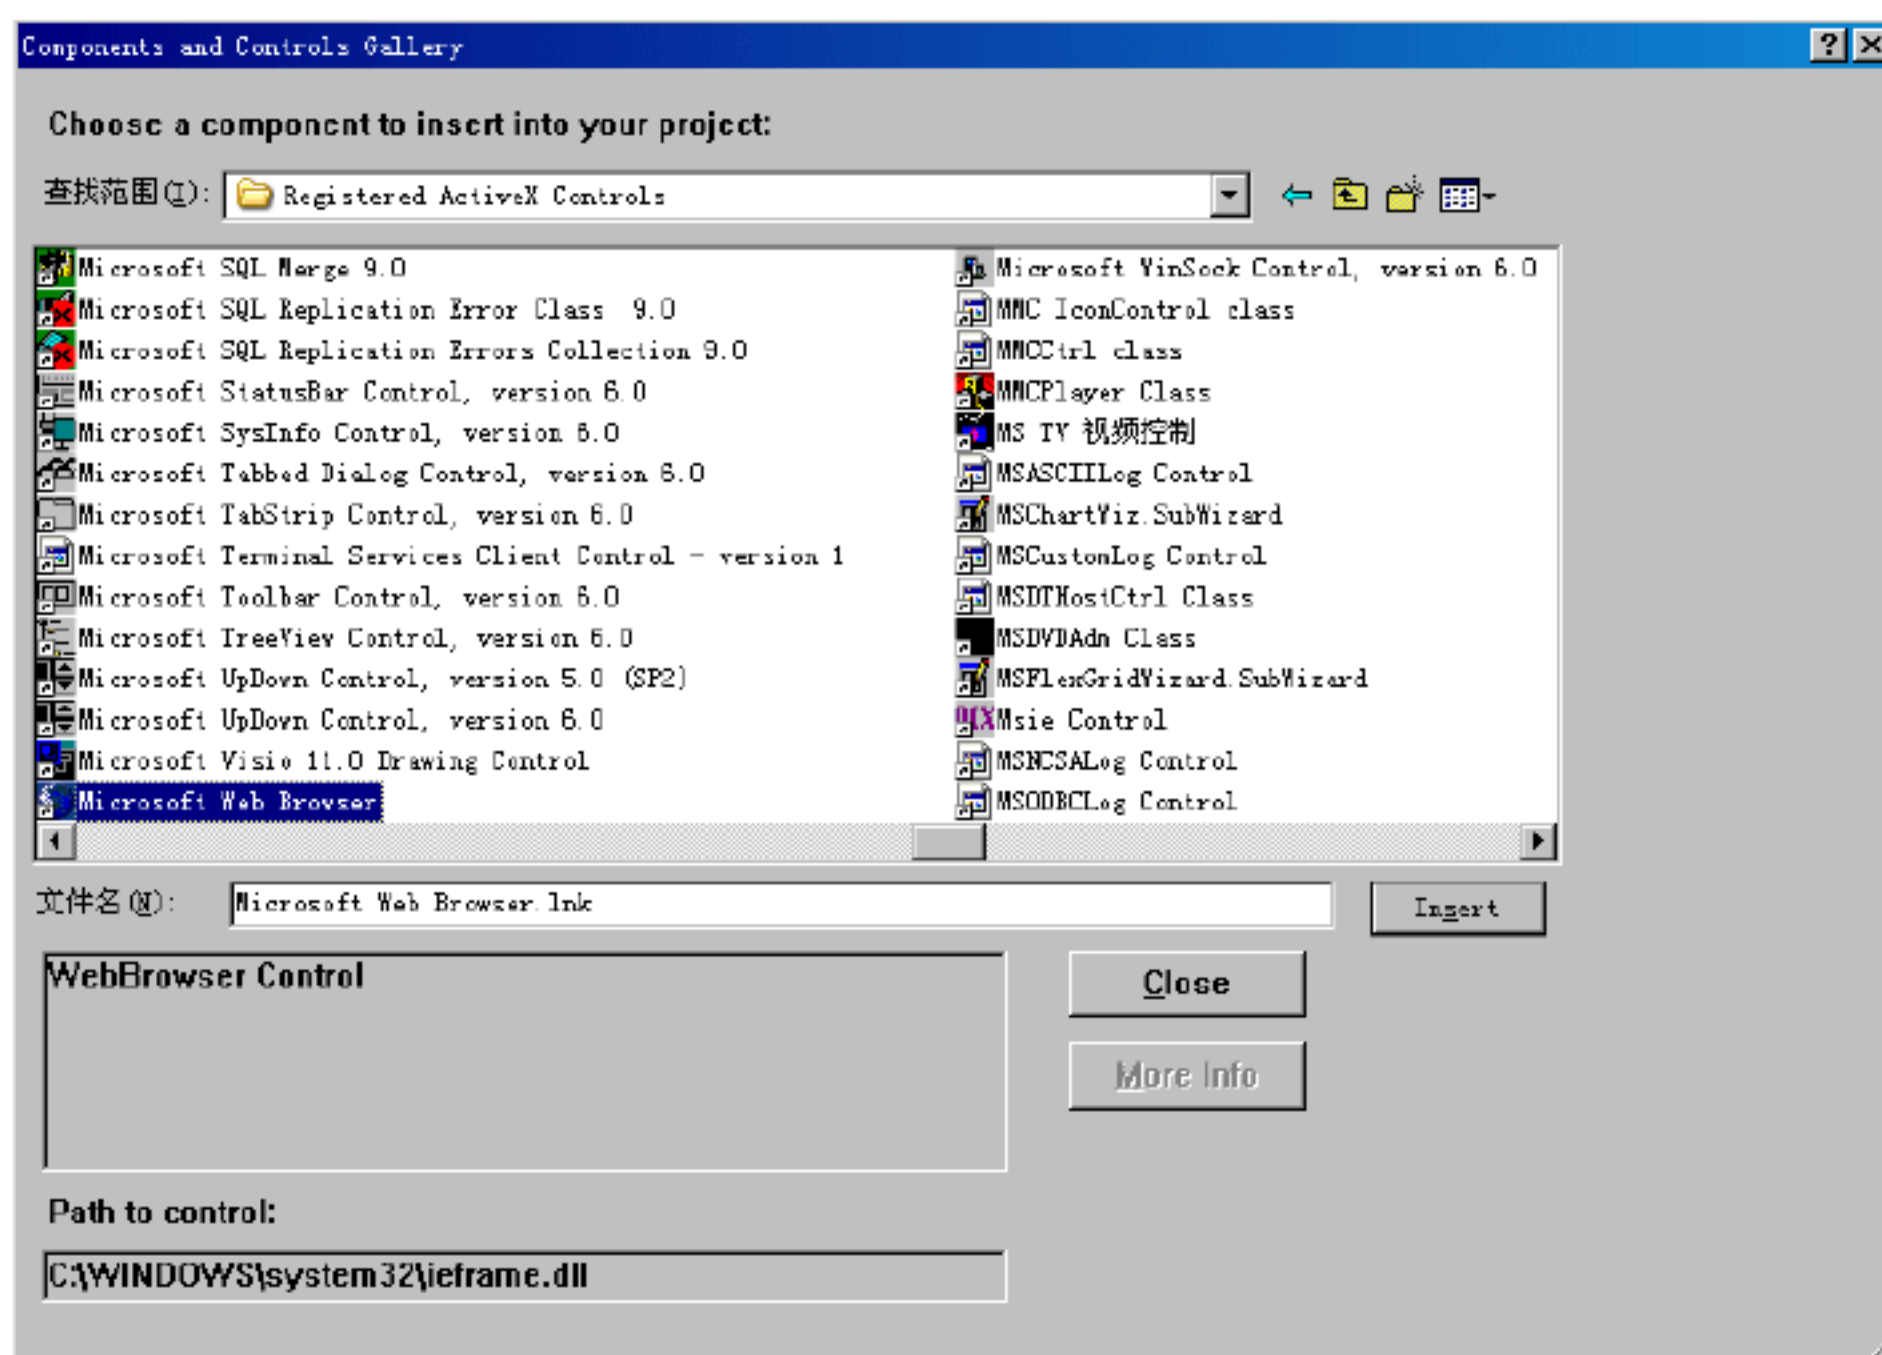 Components and Controls Gallery
Choose a component to insert into your project:
查找范围(I):
Registered ActiveX Controls
Microsoft SQL Merge 9.0
Microsoft SQL Replication Error Class  9.0
Microsoft SQL Replication Errors Collection 9.0
Microsoft StatusBar Control, version 6.0
Microsoft SysInfo Control, version 6.0
Microsoft Tabbed Dialog Control, version 6.0
Microsoft TabStrip Control, version 6.0
Microsoft Terminal Services Client Control - version 1
Microsoft Toolbar Control, version 6.0
Microsoft TreeView Control, version 6.0
Microsoft UpDown Control, version 5.0 (SP2)
Microsoft UpDown Control, version 6.0
Microsoft Visio 11.0 Drawing Control
Microsoft Web Browser
Microsoft WinSock Control, version 6.0
MMC IconControl class
MMCCtrl class
MMCPlayer Class
MS TV 视频控制
MSASCIILog Control
MSChartWiz.SubWizard
MSCustomLog Control
MSDTHostCtrl Class
MSDVDAdm Class
MSFlexGridWizard.SubWizard
Msie Control
MSNCSALog Control
MSODBCLog Control
文件名(N):
Microsoft Web Browser.lnk
Insert
WebBrowser Control
Close
More Info
Path to control:
C:\WINDOWS\system32\ieframe.dll